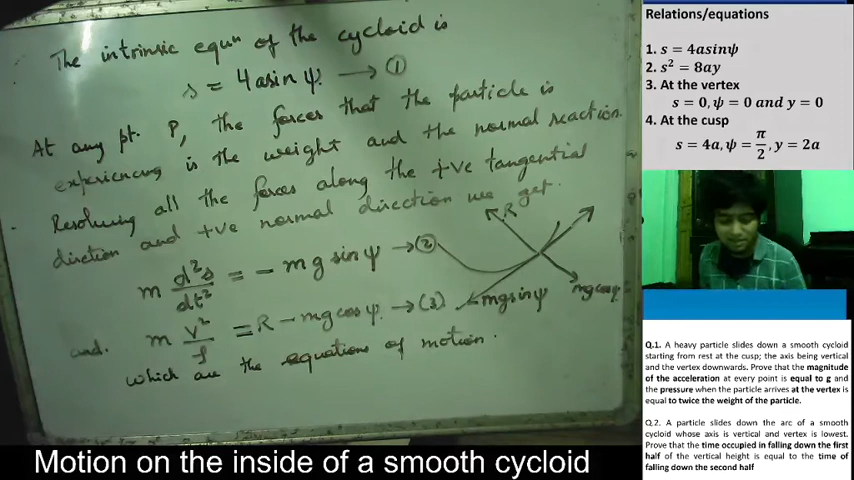 The intrinsic equn of the cycloid is
s = 4a sin ψ → ①
At any pt. P, the forces that the particle is
experiencing is the weight and the normal reaction.
Resolving all the forces along the +ve tangential
dirction and +ve normal direction we get.
m d²s/dt² = - mg sin ψ → ②
and. m v²/ρ = R - mg cos ψ. → (3)
which are the equations of motion.
R
mg sin ψ
mg cos ψ
Relations/equations
1. s = 4asinψ
2. s² = 8ay
3. At the vertex
s = 0, ψ = 0 and y = 0
4. At the cusp
s = 4a, ψ = π/2, y = 2a
Q.1. A heavy particle slides down a smooth cycloid
starting from rest at the cusp; the axis being vertical
and the vertex downwards. Prove that the magnitude
of the acceleration at every point is equal to g and
the pressure when the particle arrives at the vertex is
equal to twice the weight of the particle.
Q.2. A particle slides down the arc of a smooth
cycloid whose axis is vertical and vertex is lowest.
Prove that the time occupied in falling down the first
half of the vertical height is equal to the time of
falling down the second half
Motion on the inside of a smooth cycloid